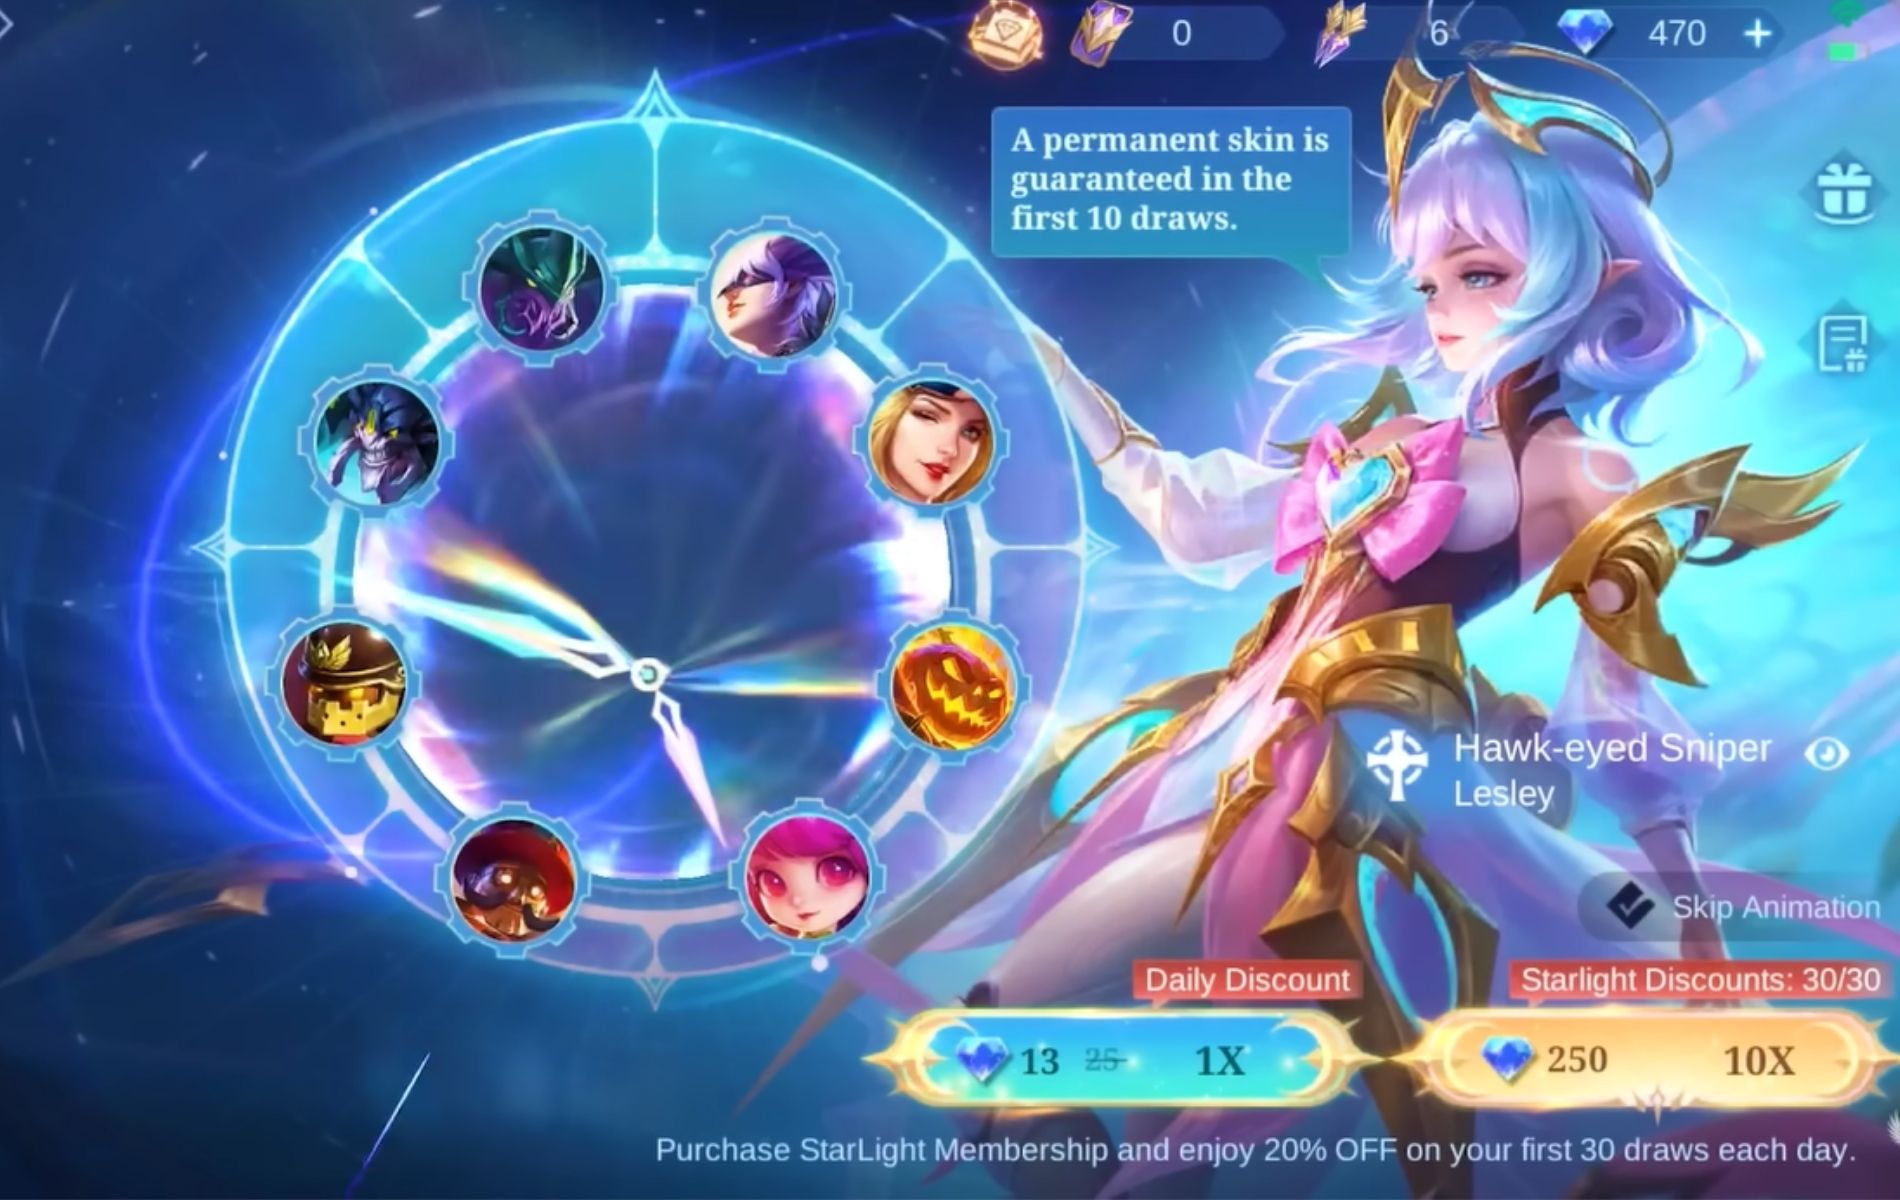 0
6
470
A permanent skin is
guaranteed in the
first 10 draws.
Hawk-eyed Sniper
Lesley
Skip Animation
Daily Discount
Starlight Discounts: 30/30
13 25 1X
250 10X
Purchase StarLight Membership and enjoy 20% OFF on your first 30 draws each day.